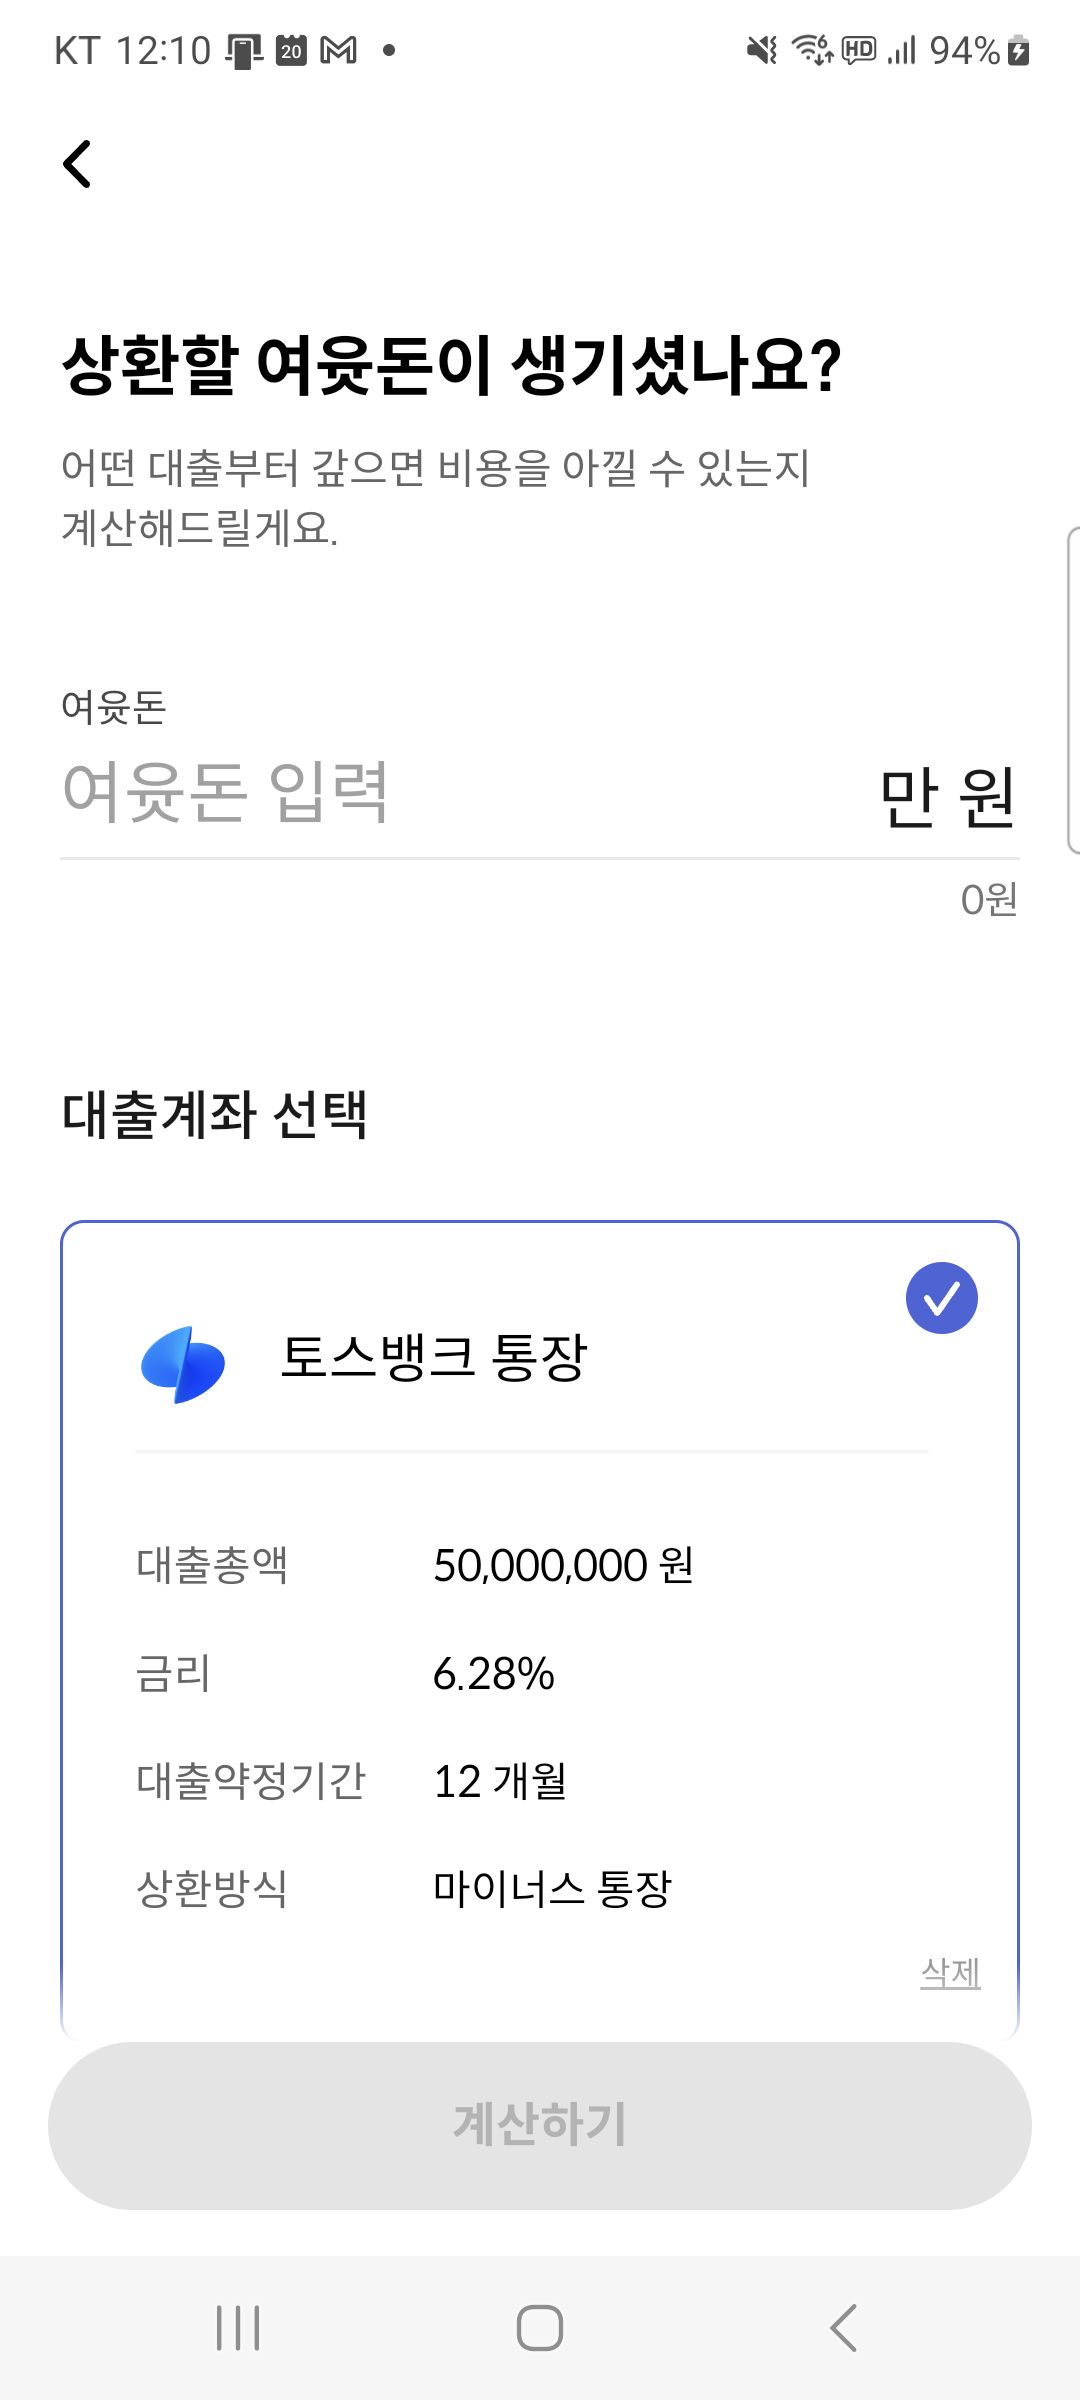 KT 12:10 20
6 HD 94%
상환할 여윳돈이 생기셨나요?
어떤 대출부터 갚으면 비용을 아낄 수 있는지
계산해드릴게요.
여윳돈
여윳돈 입력 만 원
0원
대출계좌 선택
토스뱅크 통장
대출총액 50,000,000 원
금리 6.28%
대출약정기간 12 개월
상환방식 마이너스 통장
삭제
계산하기